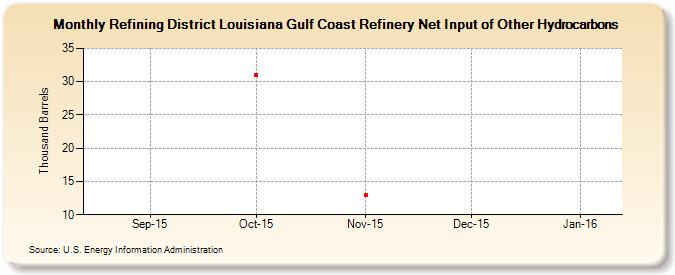 Monthly Refining District Louisiana Gulf Coast Refinery Net Input of Other Hydrocarbons
Thousand Barrels
35
30
25
20
15
10
Sep-15 Oct-15 Nov-15 Dec-15 Jan-16
Source: U.S. Energy Information Administration